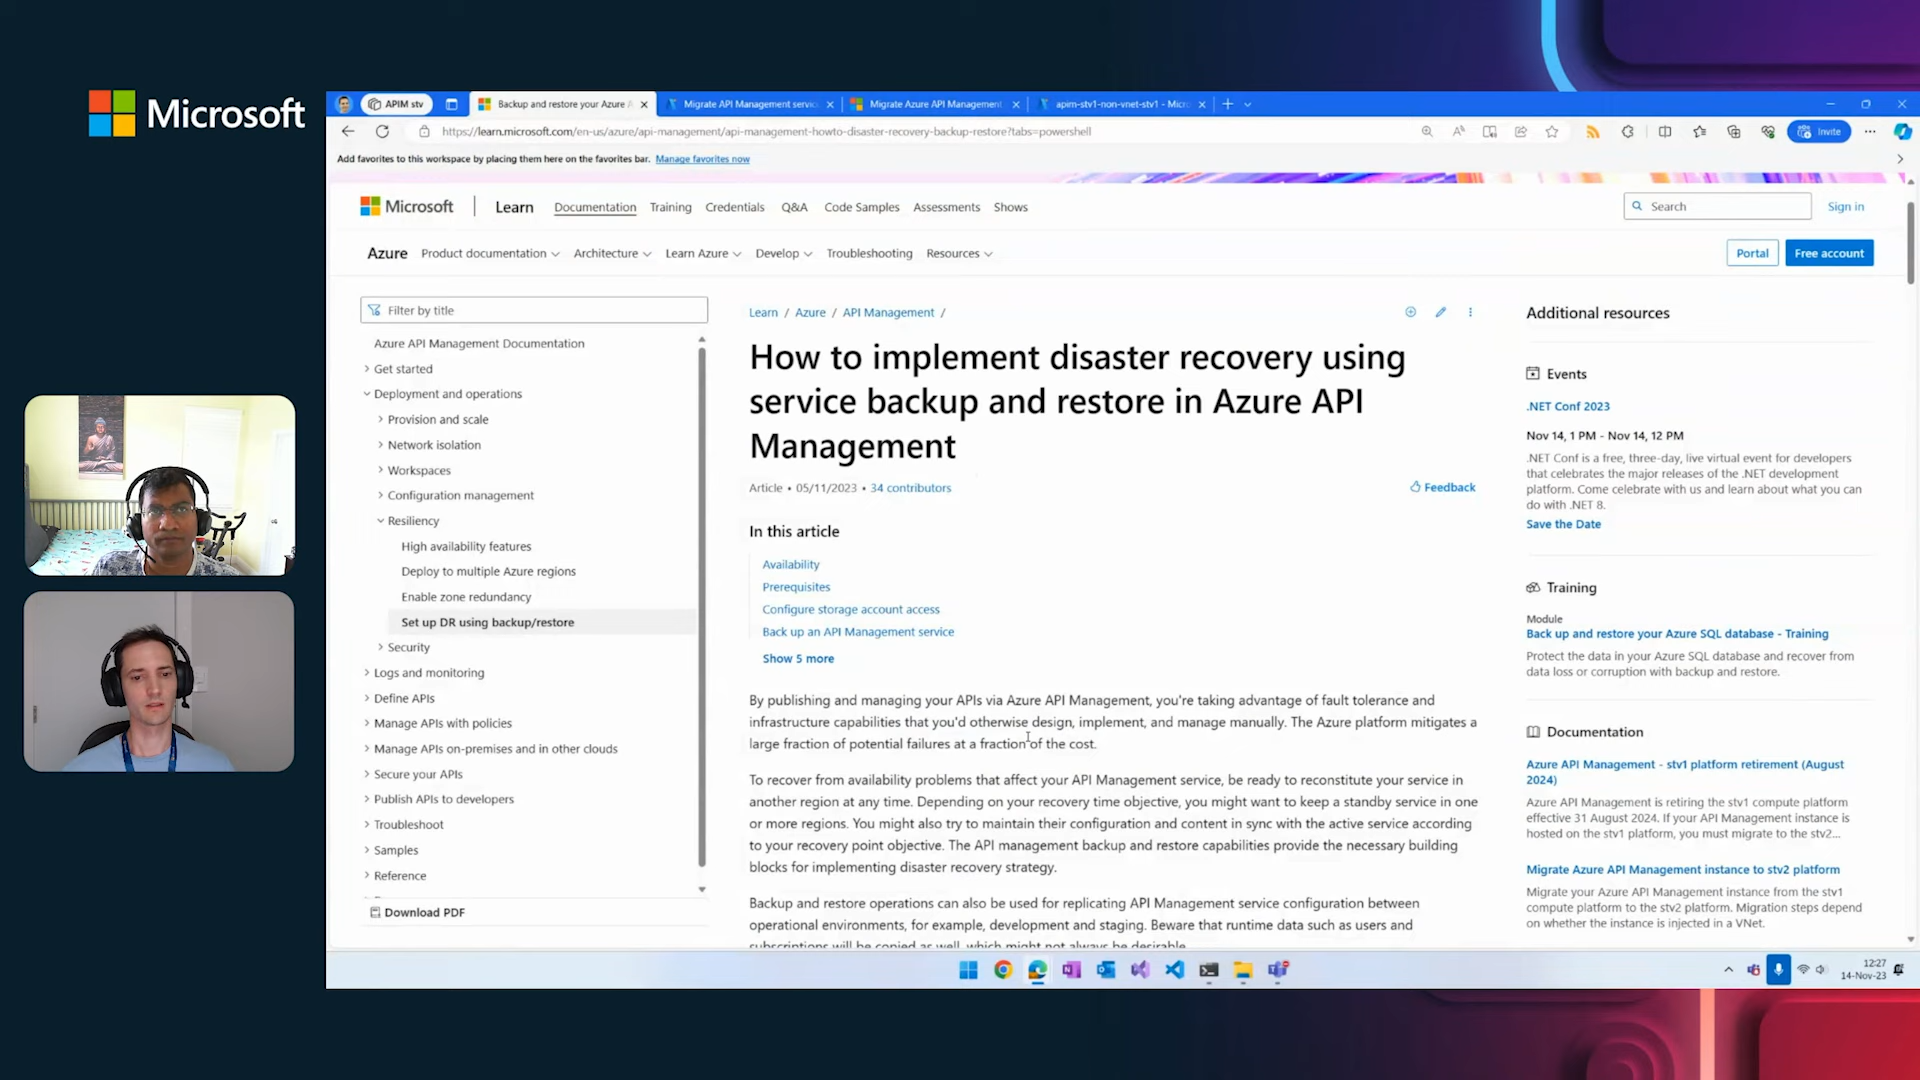 Microsoft
APIM stv
Backup and restore your Azure A
Migrate API Management servic
Migrate Azure API Management
apim-stv1-non-vnet-stv1 - Micr
https://learn.microsoft.com/en-us/azure/api-management/api-management-howto-disaster-recovery-backup-restore?tabs=powershell
Invite
Add favorites to this workspace by placing them here on the favorites bar. Manage favorites now
Microsoft
Learn
Documentation
Training
Credentials
Q&A
Code Samples
Assessments
Shows
Search
Sign in
Azure
Product documentation
Architecture
Learn Azure
Develop
Troubleshooting
Resources
Portal
Free account
Filter by title
Azure API Management Documentation
Get started
Deployment and operations
Provision and scale
Network isolation
Workspaces
Configuration management
Resiliency
High availability features
Deploy to multiple Azure regions
Enable zone redundancy
Set up DR using backup/restore
Security
Logs and monitoring
Define APIs
Manage APIs with policies
Manage APIs on-premises and in other clouds
Secure your APIs
Publish APIs to developers
Troubleshoot
Samples
Reference
Download PDF
Learn / Azure / API Management /
How to implement disaster recovery using
service backup and restore in Azure API
Management
Article • 05/11/2023 • 34 contributors
Feedback
In this article
Availability
Prerequisites
Configure storage account access
Back up an API Management service
Show 5 more
By publishing and managing your APIs via Azure API Management, you're taking advantage of fault tolerance and
infrastructure capabilities that you'd otherwise design, implement, and manage manually. The Azure platform mitigates a
large fraction of potential failures at a fraction of the cost.
To recover from availability problems that affect your API Management service, be ready to reconstitute your service in
another region at any time. Depending on your recovery time objective, you might want to keep a standby service in one
or more regions. You might also try to maintain their configuration and content in sync with the active service according
to your recovery point objective. The API management backup and restore capabilities provide the necessary building
blocks for implementing disaster recovery strategy.
Backup and restore operations can also be used for replicating API Management service configuration between
operational environments, for example, development and staging. Beware that runtime data such as users and
subscriptions will be copied as well, which might not always be desirable.
Additional resources
Events
.NET Conf 2023
Nov 14, 1 PM - Nov 14, 12 PM
.NET Conf is a free, three-day, live virtual event for developers
that celebrates the major releases of the .NET development
platform. Come celebrate with us and learn about what you can
do with .NET 8.
Save the Date
Training
Module
Back up and restore your Azure SQL database - Training
Protect the data in your Azure SQL database and recover from
data loss or corruption with backup and restore.
Documentation
Azure API Management - stv1 platform retirement (August
2024)
Azure API Management is retiring the stv1 compute platform
effective 31 August 2024. If your API Management instance is
hosted on the stv1 platform, you must migrate to the stv2...
Migrate Azure API Management instance to stv2 platform
Migrate your Azure API Management instance from the stv1
compute platform to the stv2 platform. Migration steps depend
on whether the instance is injected in a VNet.
12:27
14-Nov-23